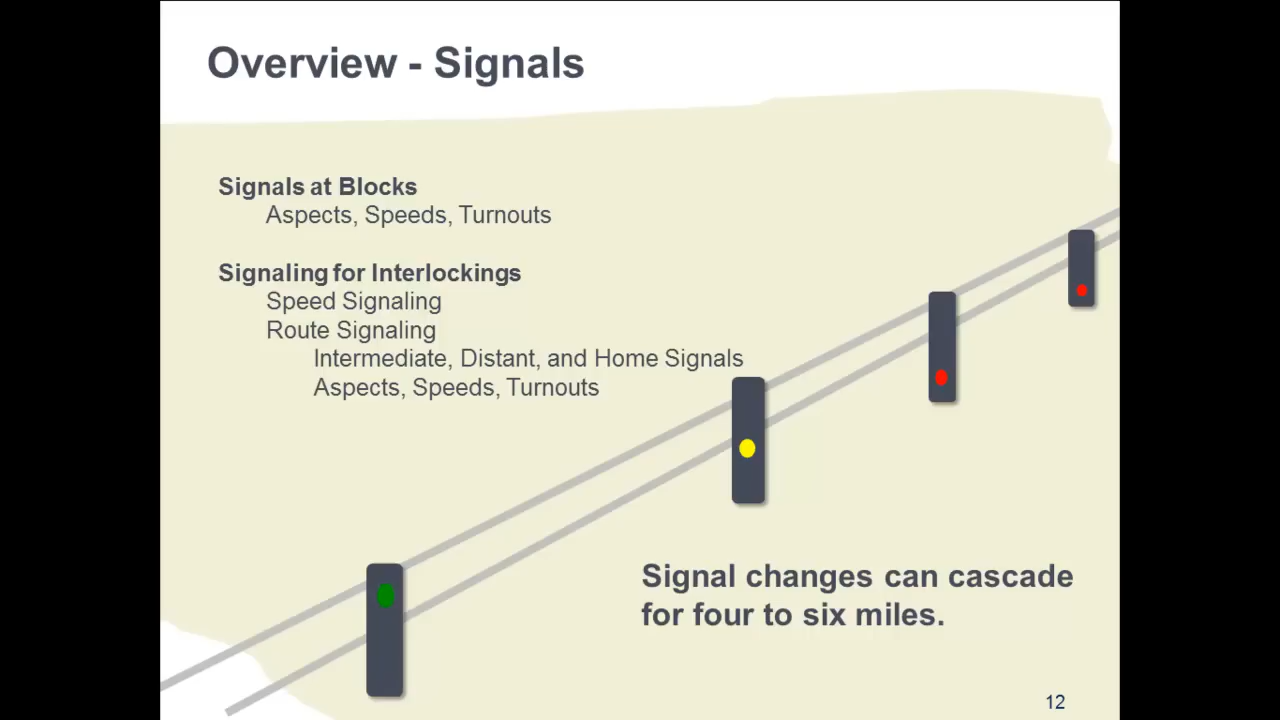 Overview - Signals
Signals at Blocks
Aspects, Speeds, Turnouts
Signaling for Interlockings
Speed Signaling
Route Signaling
Intermediate, Distant, and Home Signals
Aspects, Speeds, Turnouts
Signal changes can cascade
for four to six miles.
12